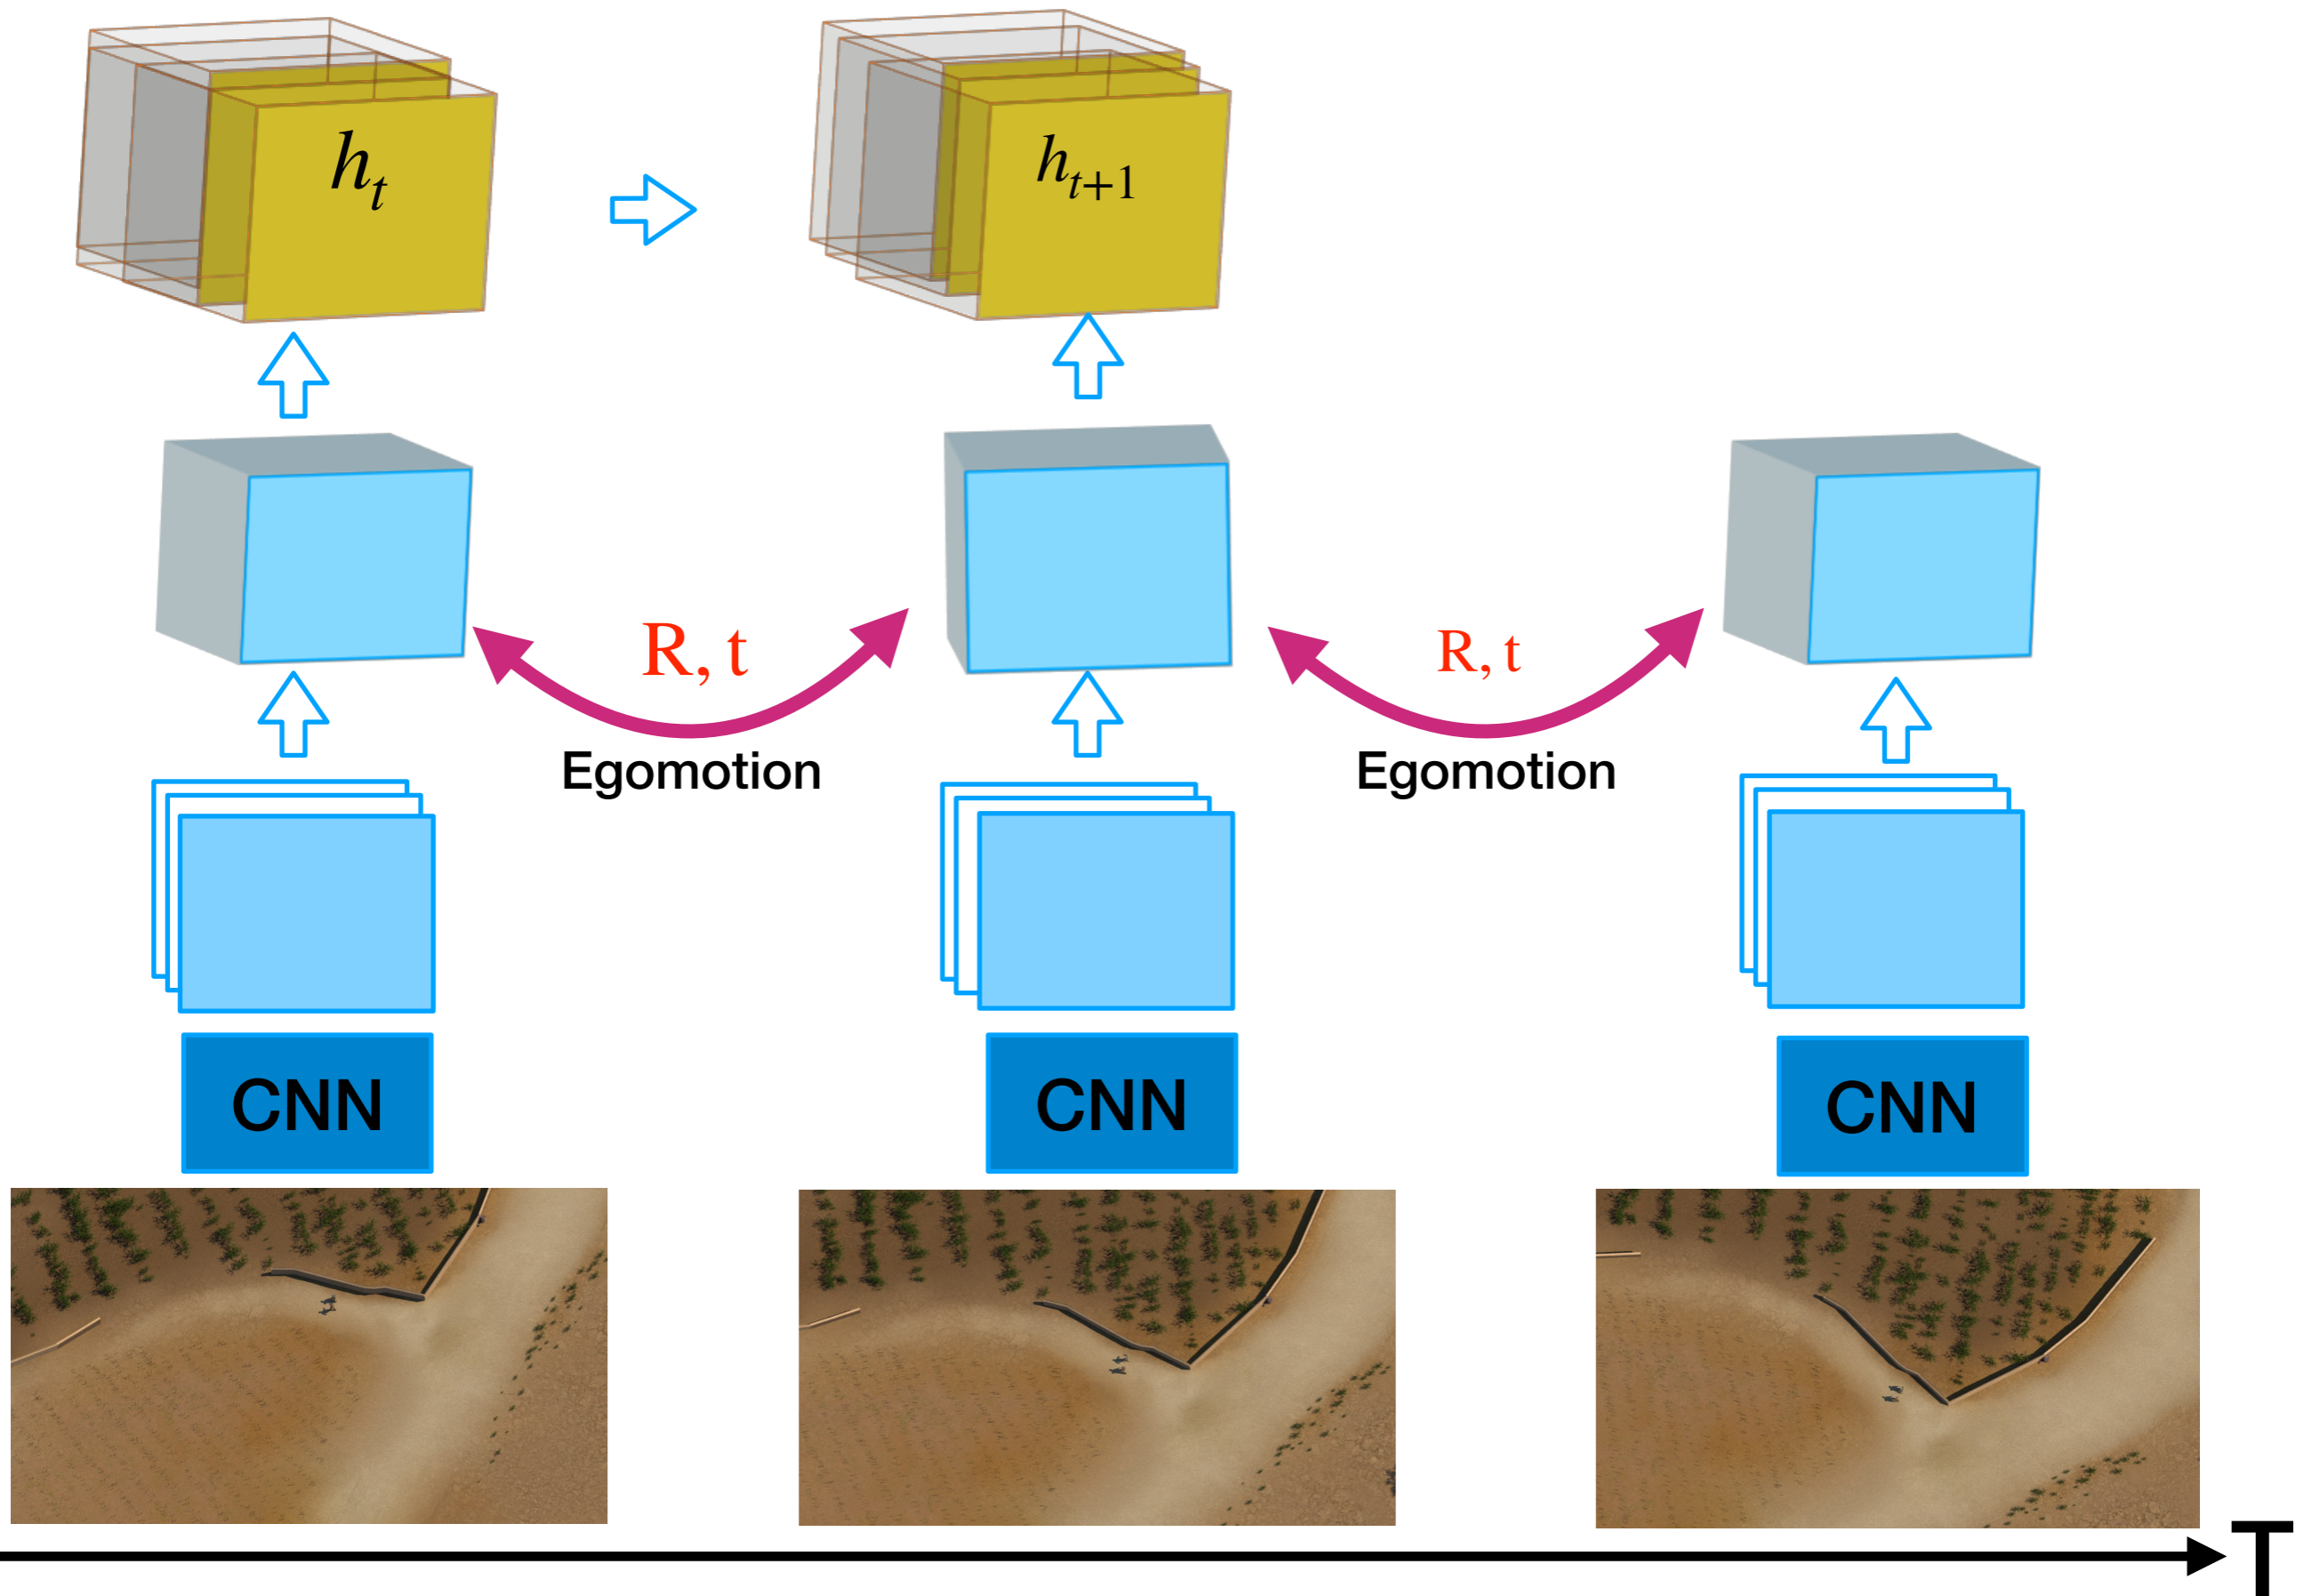 h_t
h_{t+1}
R, t
R, t
Egomotion
Egomotion
CNN
CNN
CNN
T